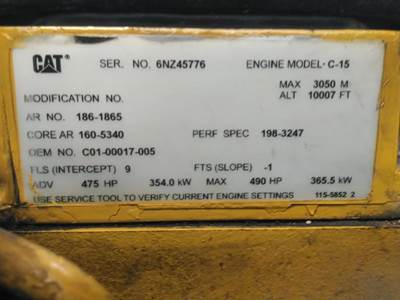 CAT SER. NO. 6NZ45776 ENGINE MODEL- C-15
MAX 3050 M
MODIFICATION NO. ALT 10007 FT
AR NO. 186-1865
CORE AR 160-5340 PERF SPEC 198-3247
OEM NO. C01-00017-005
FLS (INTERCEPT) 9 FTS (SLOPE) -1
ADV 475 HP 354.0 kW MAX 490 HP 365.5 kW
USE SERVICE TOOL TO VERIFY CURRENT ENGINE SETTINGS 115-5852 2